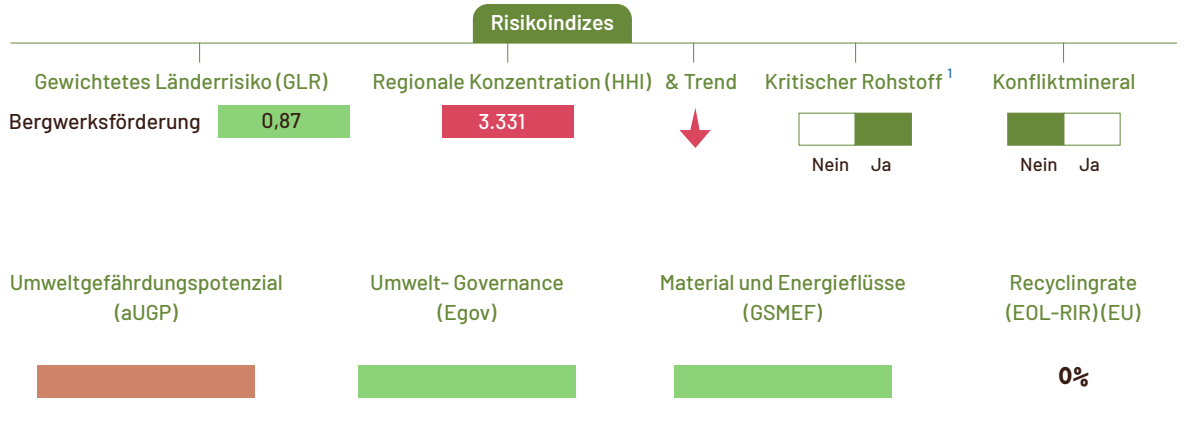 Risikoindizes
Gewichtetes Länderrisiko (GLR) Regionale Konzentration (HHI) & Trend Kritischer Rohstoff 1 Konfliktmineral
Bergwerksförderung 0,87 3.331
Nein Ja Nein Ja
Umweltgefährdungspotenzial Umwelt- Governance Material und Energieflüsse Recyclingrate
(aUGP) (Egov) (GSMEF) (EOL-RIR) (EU)
0%